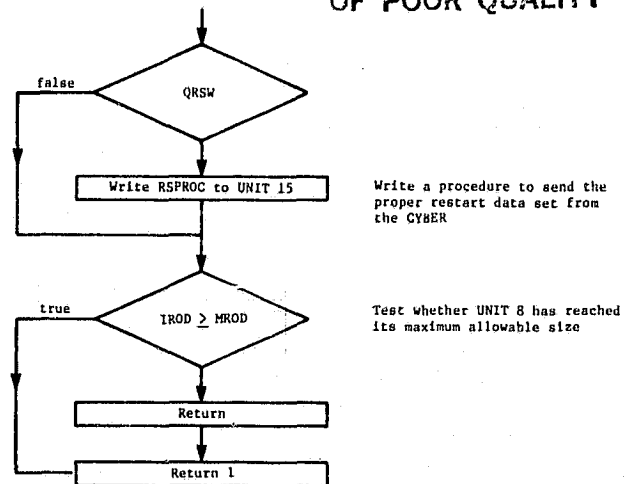 OF POOR QUALITY
false
QRSW
Write RSPROC to UNIT 15
Write a procedure to send the
proper restart data set from
the CYBER
true
IROD ≥ MROD
Test whether UNIT 8 has reached
its maximum allowable size
Return
Return 1